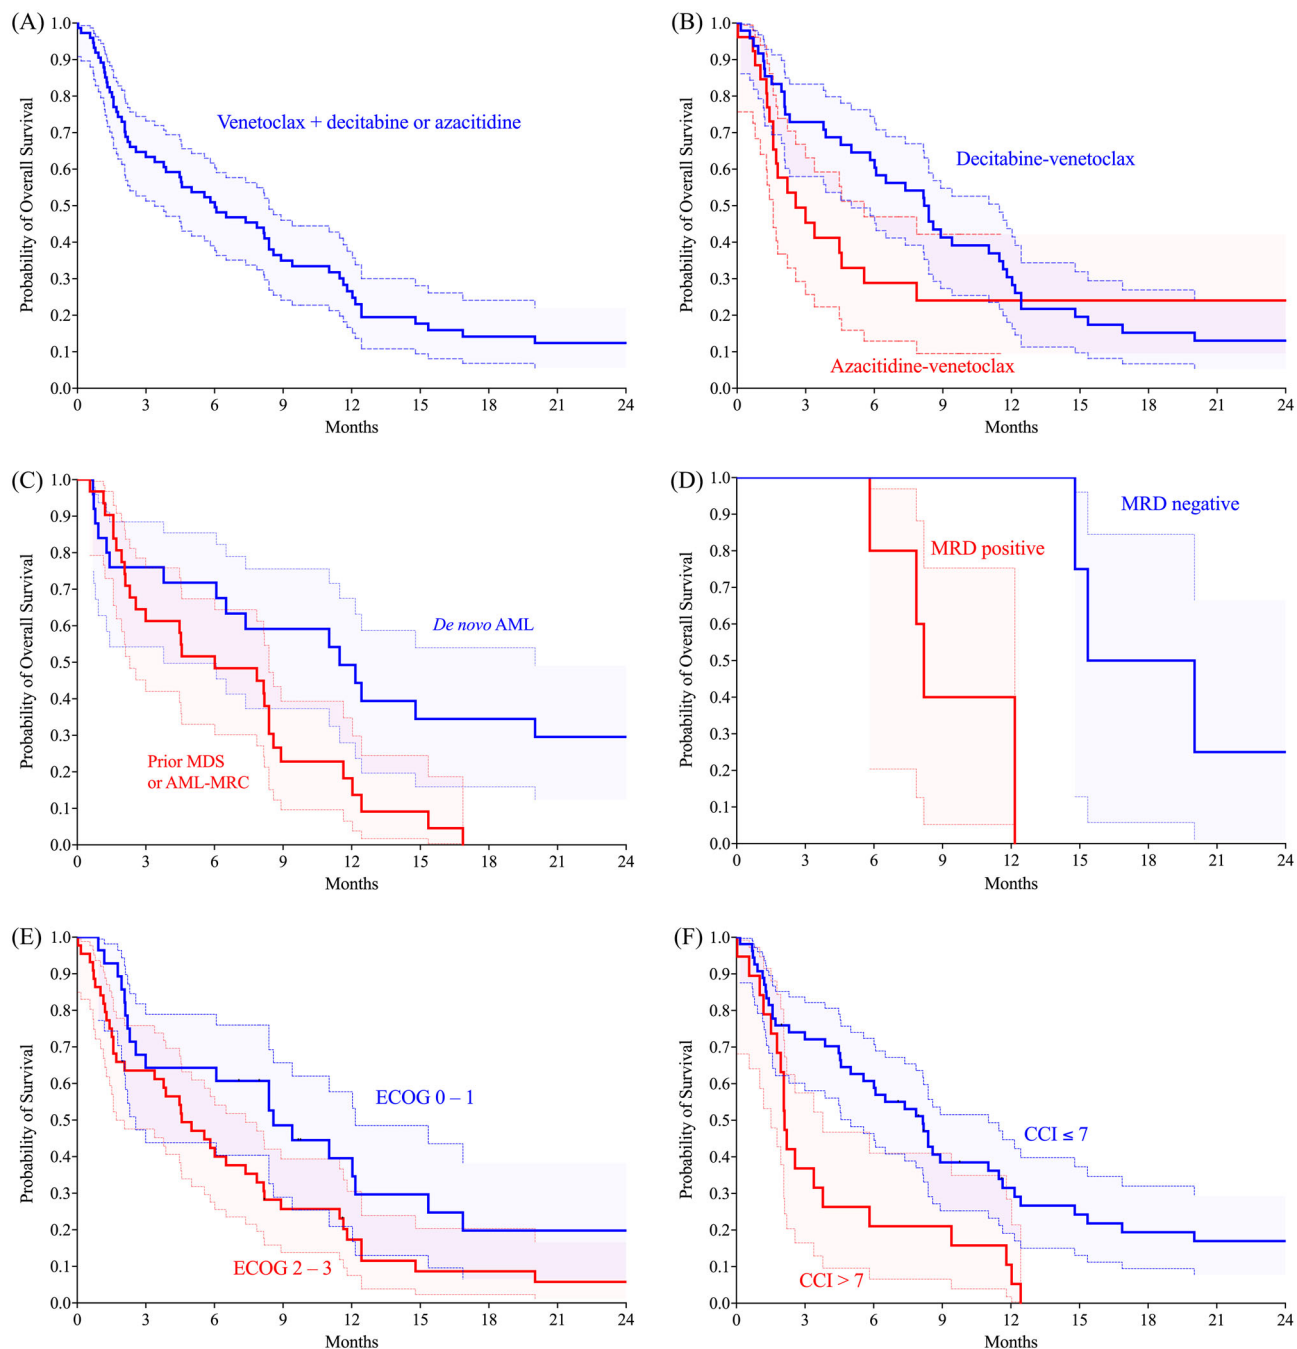 (A)
Probability of Overall Survival
1.0
0.9
0.8
0.7
0.6
0.5
0.4
0.3
0.2
0.1
0.0
Venetoclax + decitabine or azacitidine
0 3 6 9 12 15 18 21 24
Months
(B)
Probability of Overall Survival
1.0
0.9
0.8
0.7
0.6
0.5
0.4
0.3
0.2
0.1
0.0
Decitabine-venetoclax
Azacitidine-venetoclax
0 3 6 9 12 15 18 21 24
Months
(C)
Probability of Overall Survival
1.0
0.9
0.8
0.7
0.6
0.5
0.4
0.3
0.2
0.1
0.0
De novo AML
Prior MDS
or AML-MRC
0 3 6 9 12 15 18 21 24
Months
(D)
Probability of Overall Survival
1.0
0.9
0.8
0.7
0.6
0.5
0.4
0.3
0.2
0.1
0.0
MRD negative
MRD positive
0 3 6 9 12 15 18 21 24
Months
(E)
Probability of Survival
1.0
0.9
0.8
0.7
0.6
0.5
0.4
0.3
0.2
0.1
0.0
ECOG 0 – 1
ECOG 2 – 3
0 3 6 9 12 15 18 21 24
Months
(F)
Probability of Survival
1.0
0.9
0.8
0.7
0.6
0.5
0.4
0.3
0.2
0.1
0.0
CCI ≤ 7
CCI > 7
0 3 6 9 12 15 18 21 24
Months